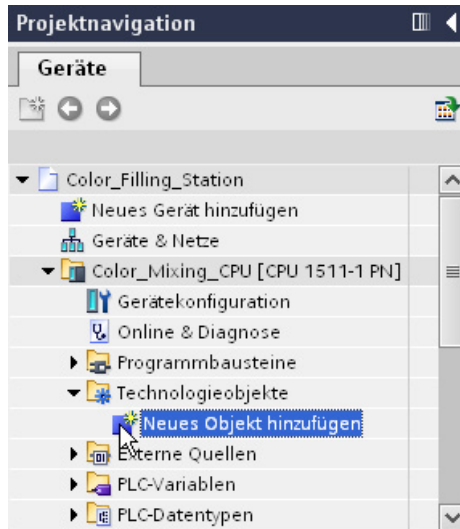 Projektnavigation
Geräte
Color_Filling_Station
Neues Gerät hinzufügen
Geräte & Netze
Color_Mixing_CPU [CPU 1511-1 PN]
Gerätekonfiguration
Online & Diagnose
Programmbausteine
Technologieobjekte
Neues Objekt hinzufügen
Externe Quellen
PLC-Variablen
PLC-Datentypen